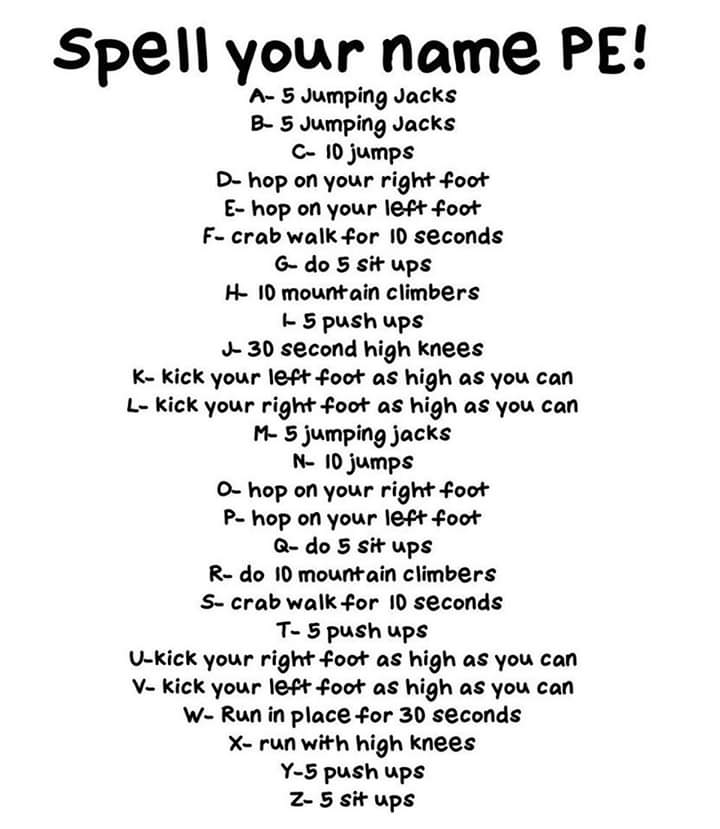 Spell your name PE!
A- 5 Jumping Jacks
B- 5 Jumping Jacks
C- 10 jumps
D- hop on your right foot
E- hop on your left foot
F- crab walk for 10 seconds
G- do 5 sit ups
H- 10 mountain climbers
I- 5 push ups
J- 30 second high knees
K- kick your left foot as high as you can
L- kick your right foot as high as you can
M- 5 jumping jacks
N- 10 jumps
O- hop on your right foot
P- hop on your left foot
Q- do 5 sit ups
R- do 10 mountain climbers
S- crab walk for 10 seconds
T- 5 push ups
U-kick your right foot as high as you can
V- kick your left foot as high as you can
W- Run in place for 30 seconds
X- run with high knees
Y-5 push ups
Z- 5 sit ups